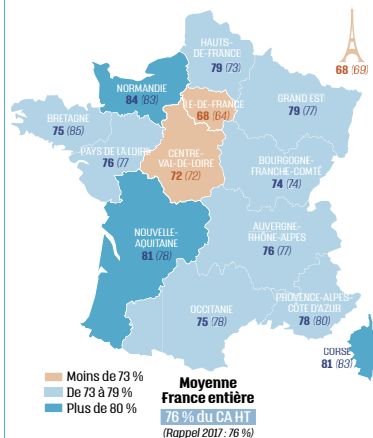 HAUTS-
DE-FRANCE
79 (73)
68 (69)
NORMANDIE
84 (83)
ÎLE-DE-FRANCE
68 (64)
GRAND EST
79 (77)
BRETAGNE
75 (85)
PAYS DE LA LOIRE
76 (77
CENTRE-
VAL-DE-LOIRE
72 (72)
BOURGOGNE-
FRANCHE-COMTÉ
74 (74)
NOUVELLE-
AQUITAINE
81 (78)
AUVERGNE-
RHÔNE-ALPES
76 (77)
OCCITANIE
75 (78)
PROVENCE-ALPES-
CÔTE D'AZUR
78 (80)
CORSE
81 (83)
Moins de 73 %
De 73 à 79 %
Plus de 80 %
Moyenne
France entière
76 % du CA HT
(Rappel 2017 : 76 %)